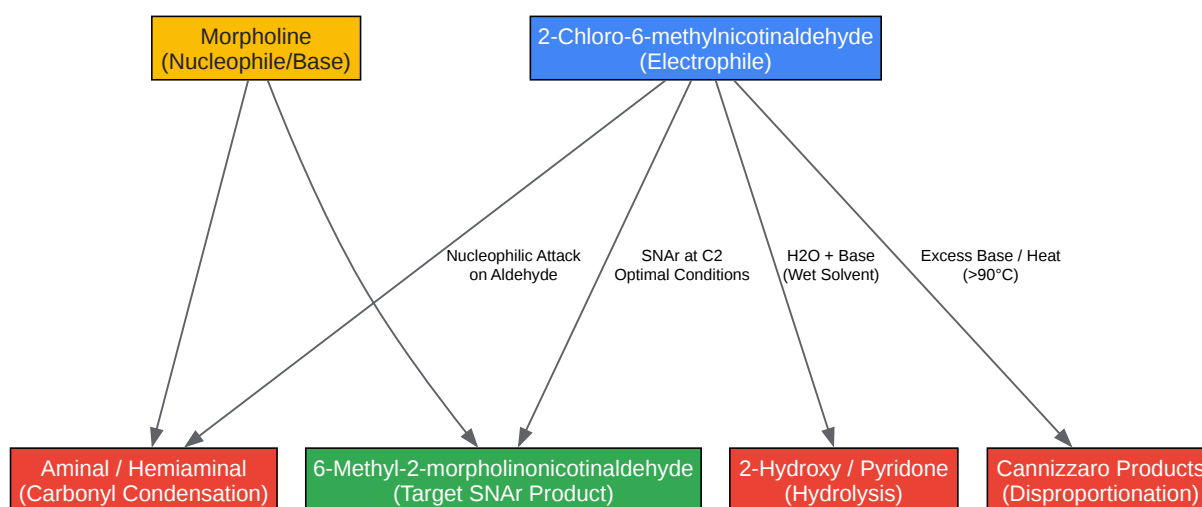 Morpholine
(Nucleophile/Base)
2-Chloro-6-methylnicotinaldehyde
(Electrophile)
Nucleophilic Attack
on Aldehyde
SNAr at C2
Optimal Conditions
H2O + Base
(Wet Solvent)
Excess Base / Heat
(>90°C)
Aminal / Hemiaminal
(Carbonyl Condensation)
6-Methyl-2-morpholinonicotinaldehyde
(Target SNAr Product)
2-Hydroxy / Pyridone
(Hydrolysis)
Cannizzaro Products
(Disproportionation)